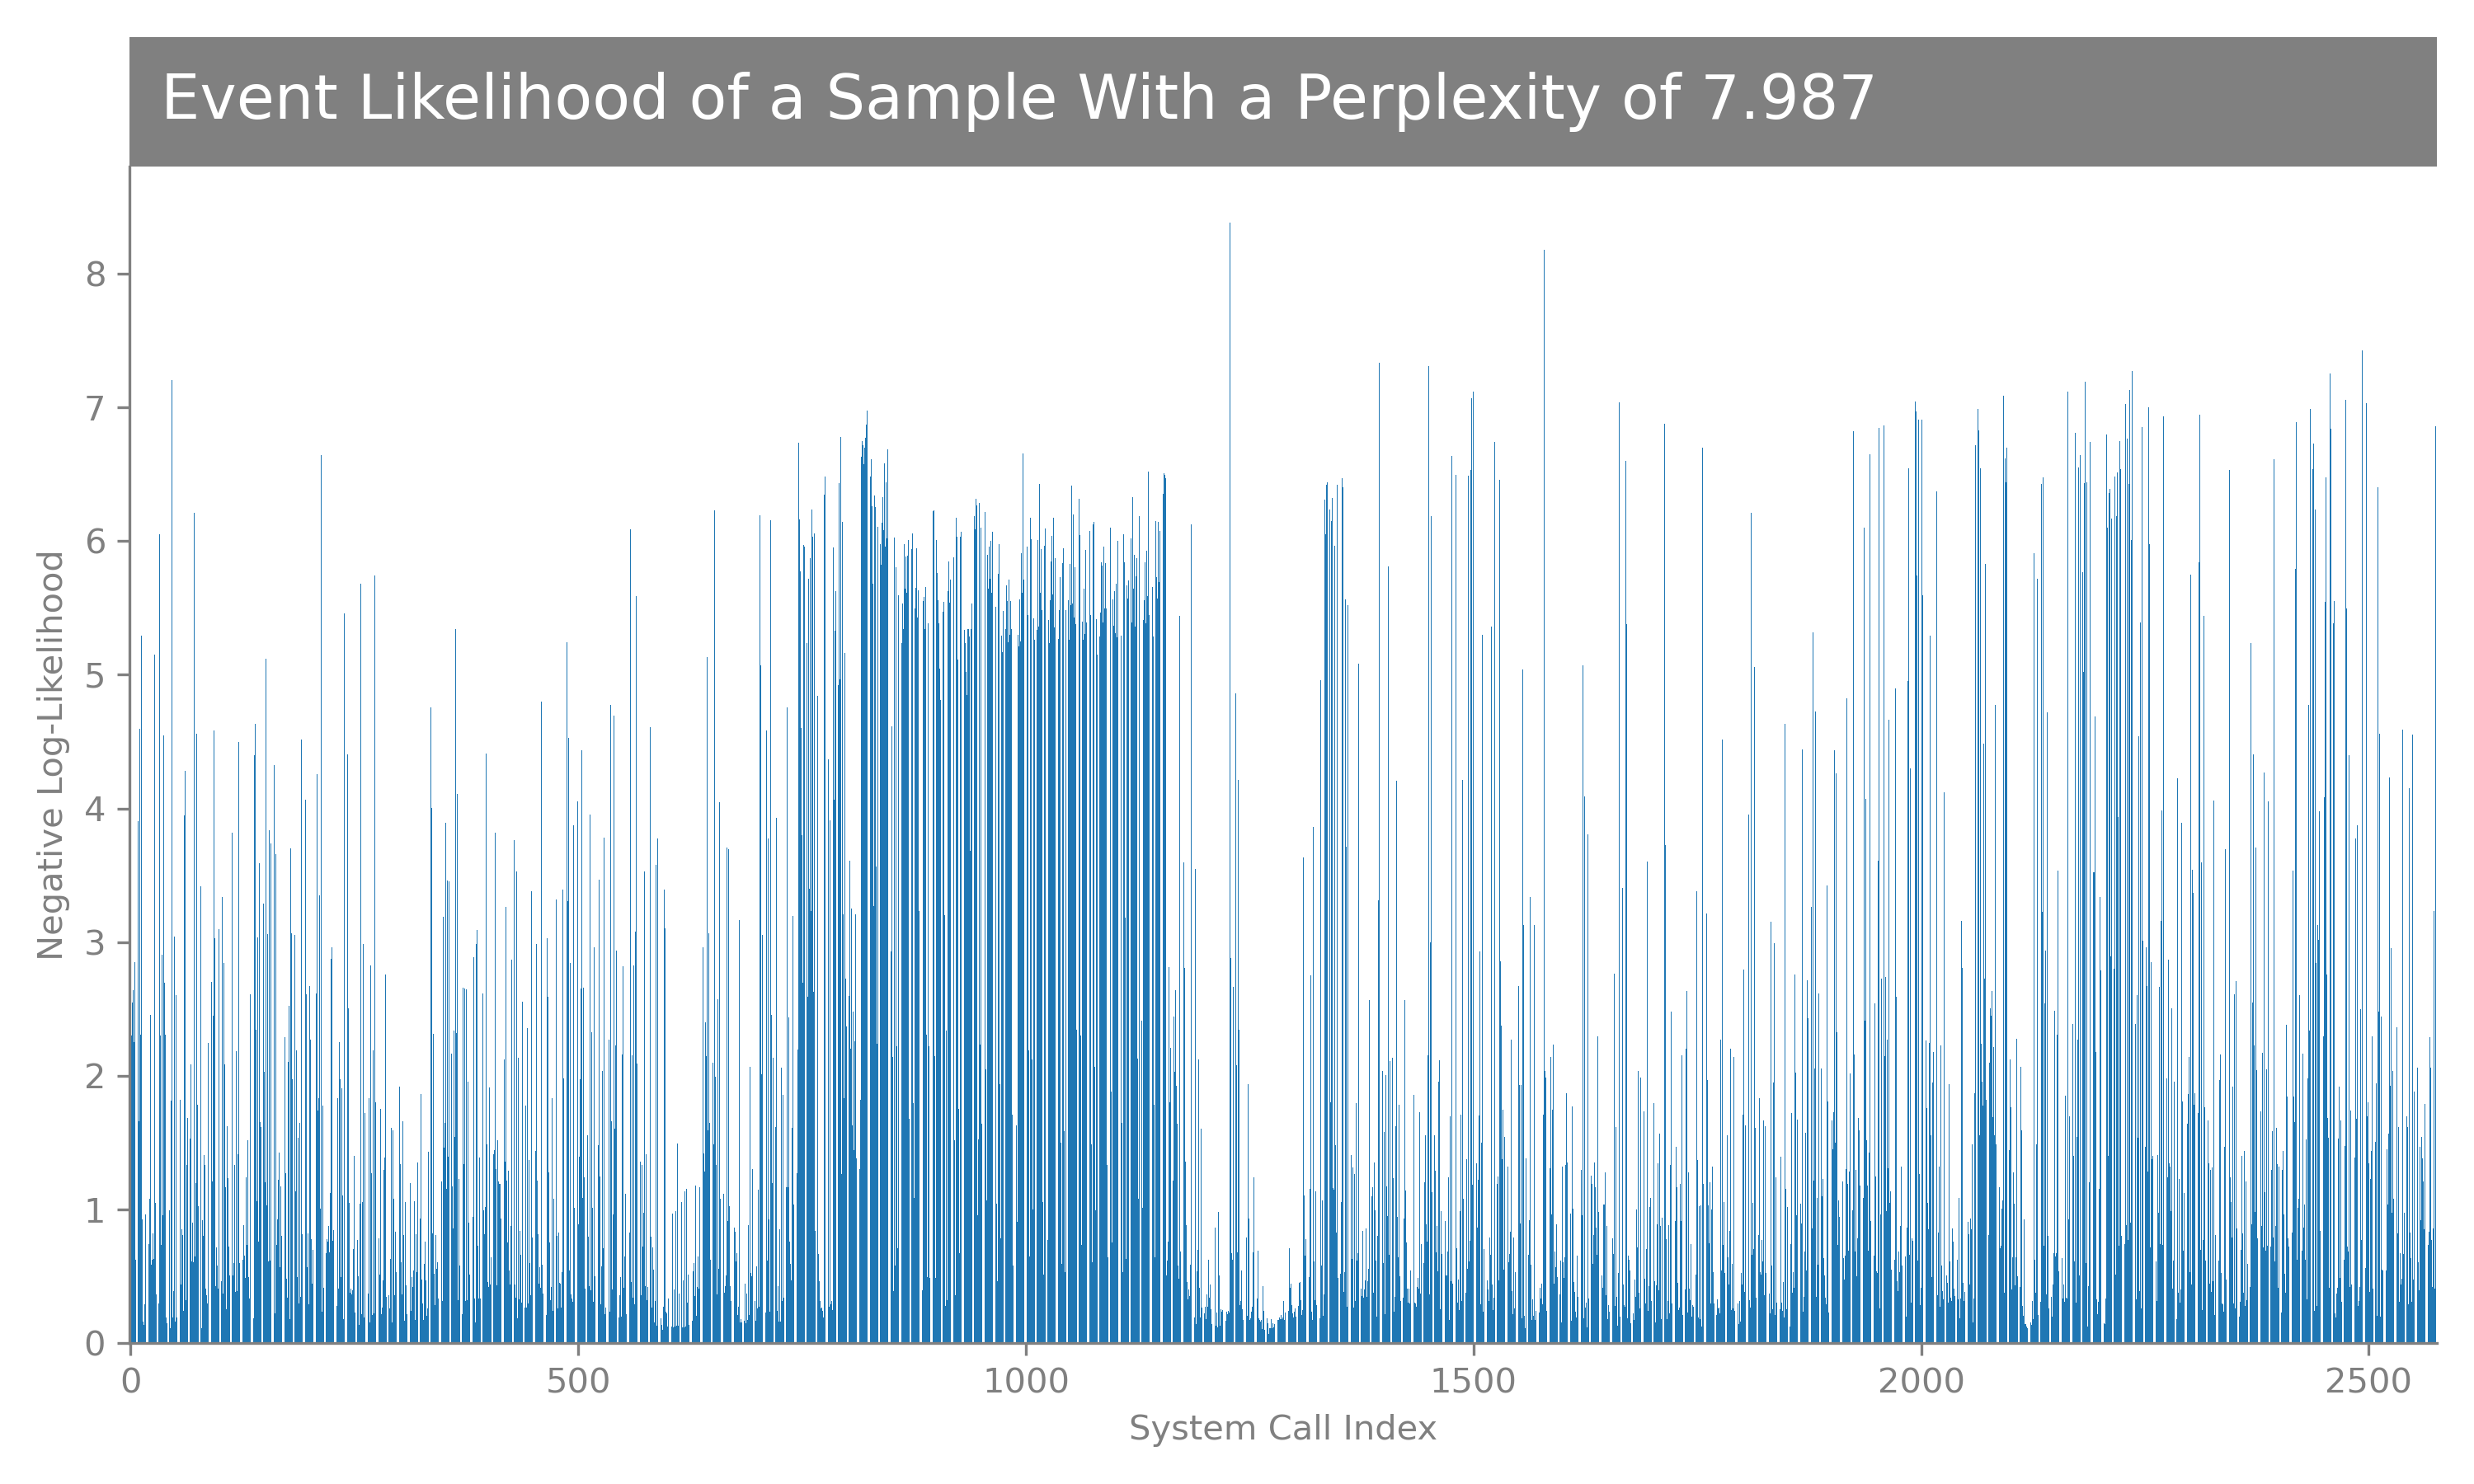 Event Likelihood of a Sample With a Perplexity of 7.987
8
7
6
5
4
3
2
1
0
Negative Log-Likelihood
0 500 1000 1500 2000 2500
System Call Index